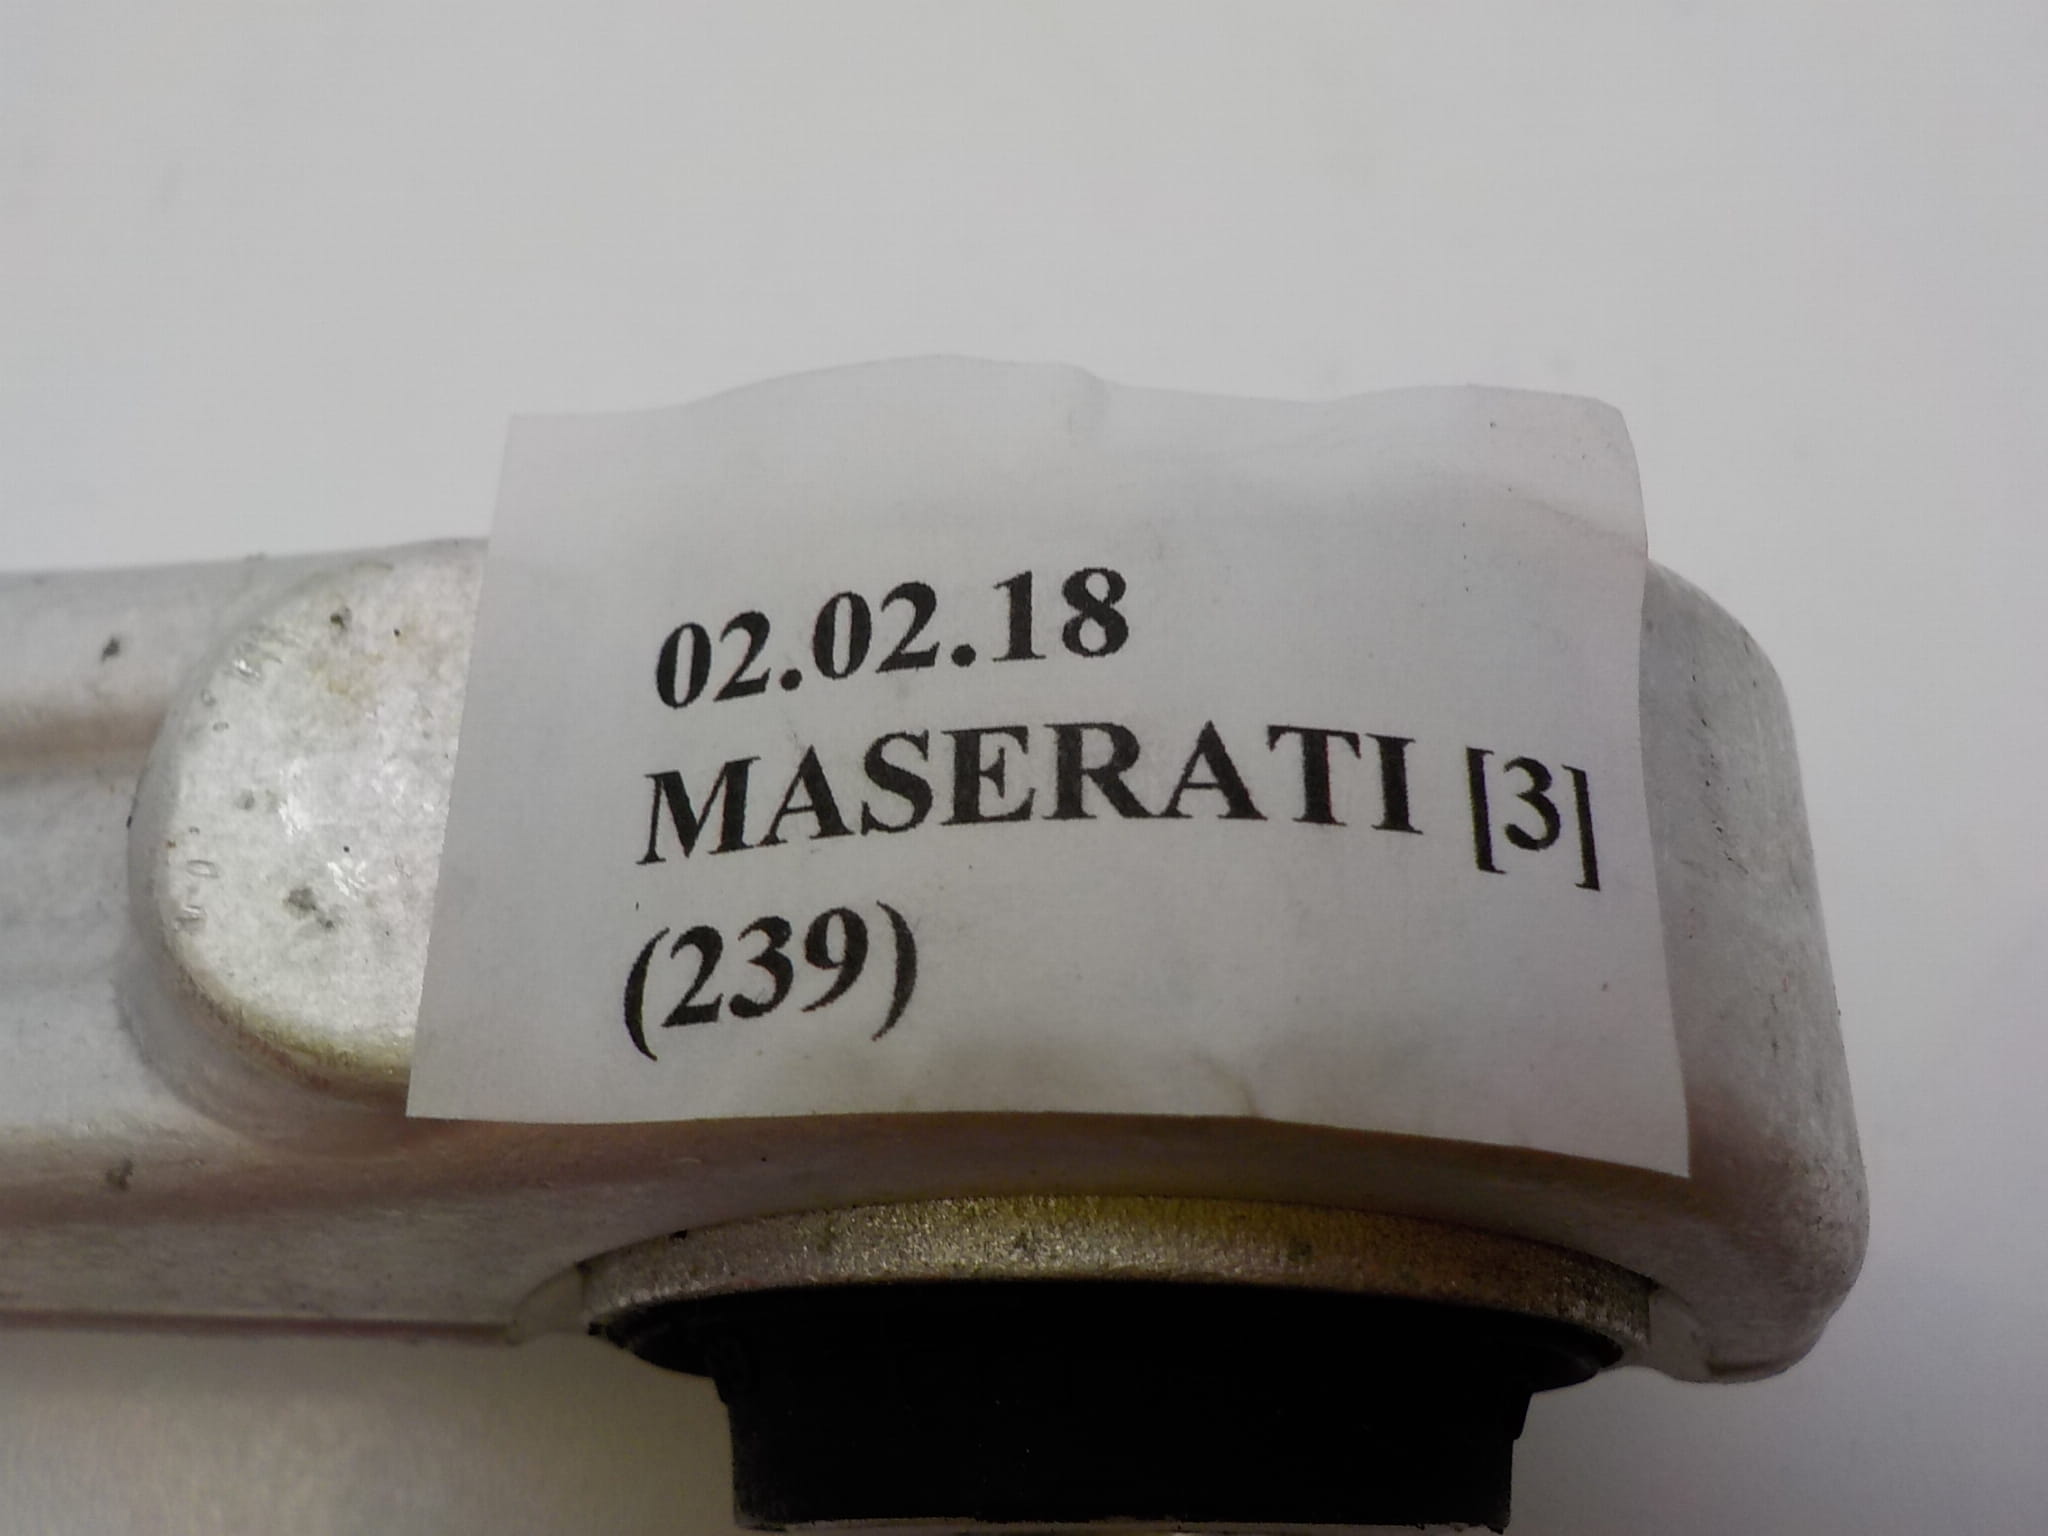 02.02.18
MASERATI [3]
(239)